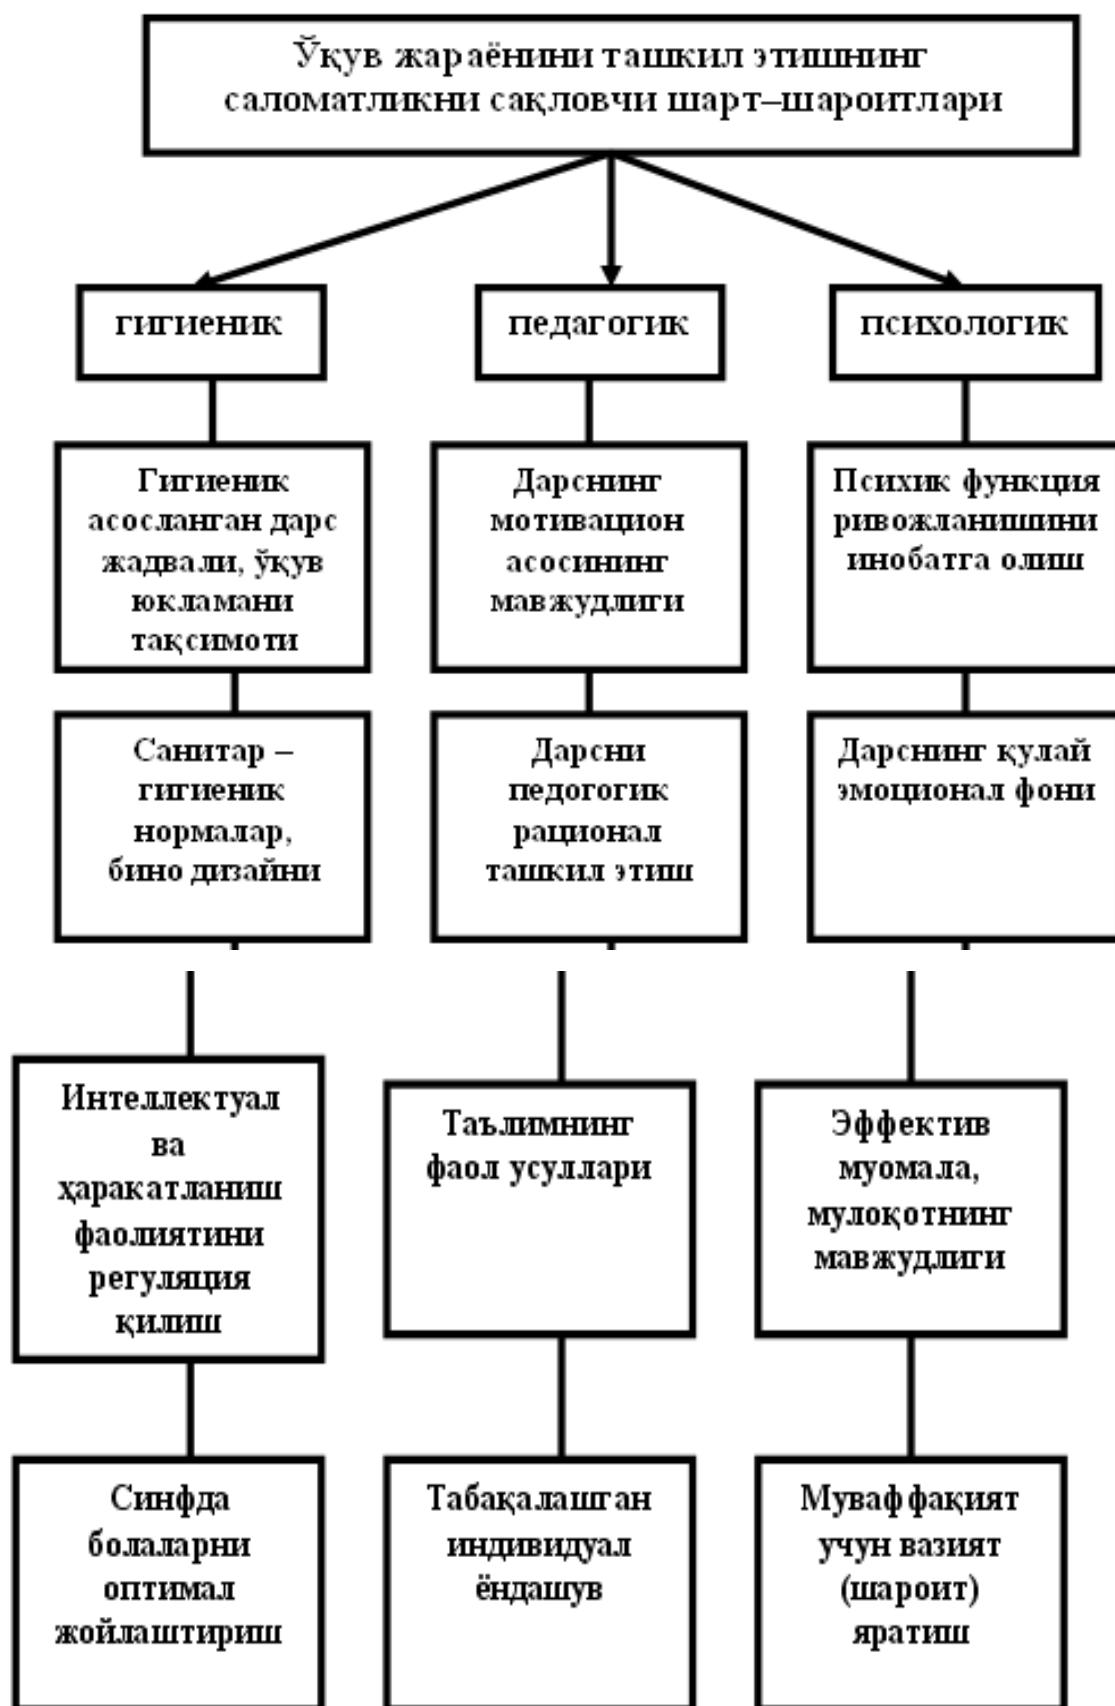 Ўқув жараёнини ташкил этишнинг
саломатликни сақловчи шарт–шароитлари
гигиеник
педагогик
психологик
Гигиеник
асосланган дарс
жадвали, ўқув
юкламани
тақсимоти
Дарснинг
мотивацион
асосининг
мавжудлиги
Психик функция
ривожланишини
инобатга олиш
Санитар –
гигиеник
нормалар,
бино дизайни
Дарсни
педогогик
рационал
ташкил этиш
Дарснинг қулай
эмоционал фони
Интеллектуал
ва
ҳаракатланиш
фаолиятини
регуляция
қилиш
Таълимнинг
фаол усуллари
Эффектив
муомала,
мулоқотнинг
мавжудлиги
Синфда
болаларни
оптимал
жойлаштириш
Табақалашган
индивидуал
ёндашув
Муваффақият
учун вазият
(шароит)
яратиш